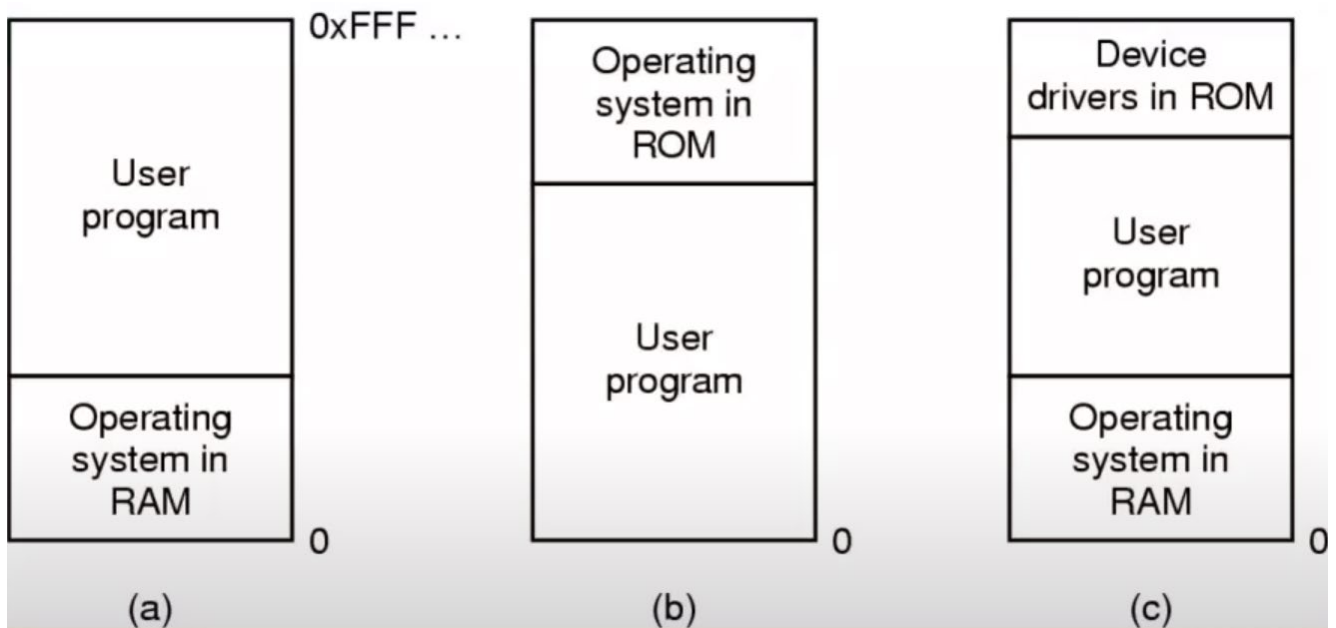 User
program
Operating
system in
RAM
0xFFF ...
0
(a)
Operating
system in
ROM
User
program
0
(b)
Device
drivers in ROM
User
program
Operating
system in
RAM
0
(c)